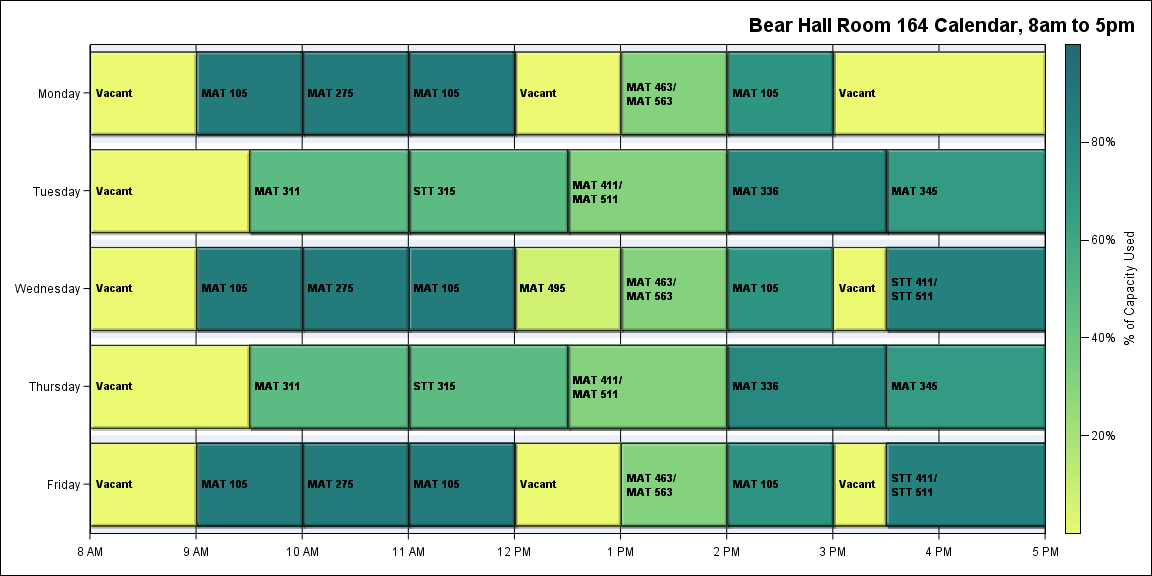 Bear Hall Room 164 Calendar, 8am to 5pm
Monday
Vacant
MAT 105
MAT 275
MAT 105
Vacant
MAT 463/
MAT 563
MAT 105
Vacant
Tuesday
Vacant
MAT 311
STT 315
MAT 411/
MAT 511
MAT 336
MAT 345
Wednesday
Vacant
MAT 105
MAT 275
MAT 105
MAT 495
MAT 463/
MAT 563
MAT 105
Vacant
STT 411/
STT 511
Thursday
Vacant
MAT 311
STT 315
MAT 411/
MAT 511
MAT 336
MAT 345
Friday
Vacant
MAT 105
MAT 275
MAT 105
Vacant
MAT 463/
MAT 563
MAT 105
Vacant
STT 411/
STT 511
8 AM
9 AM
10 AM
11 AM
12 PM
1 PM
2 PM
3 PM
4 PM
5 PM
80%
60%
40%
20%
% of Capacity Used